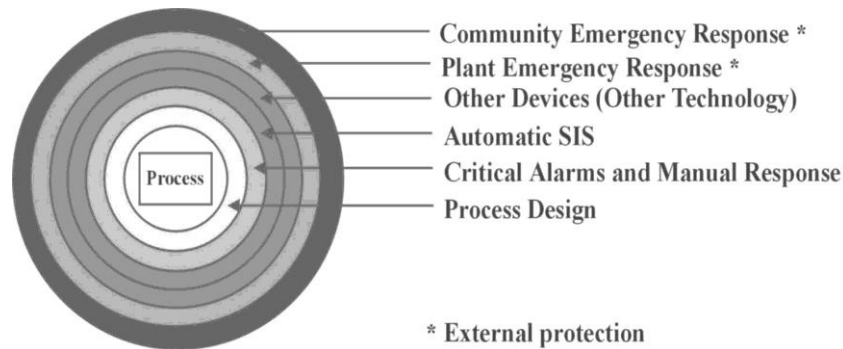 Community Emergency Response *
Plant Emergency Response *
Other Devices (Other Technology)
Automatic SIS
Process
Critical Alarms and Manual Response
Process Design
* External protection